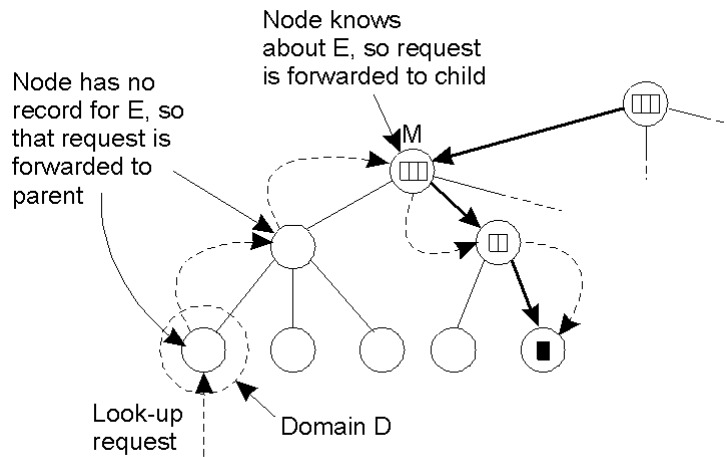 Node knows
about E, so request
is forwarded to child
Node has no
record for E, so
that request is
forwarded to
parent
M
Look-up
request
Domain D